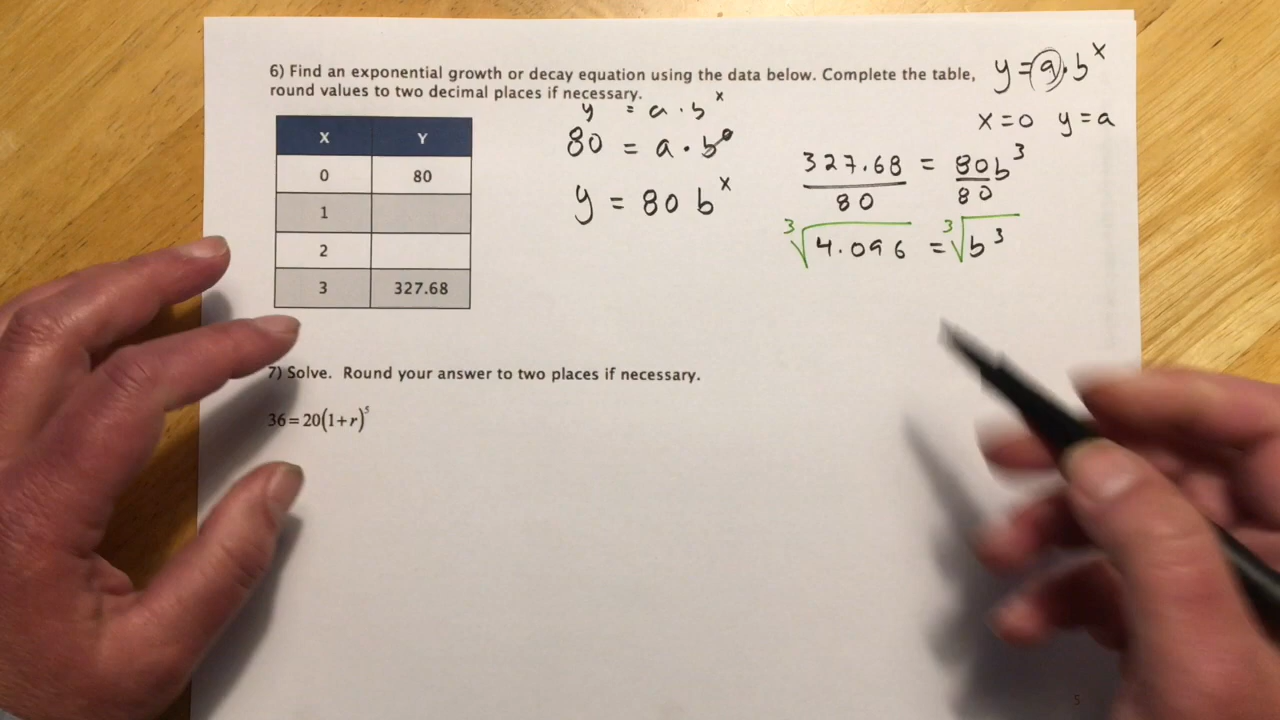 6) Find an exponential growth or decay equation using the data below. Complete the table,
round values to two decimal places if necessary.
y = a · b^x
x=0 y=a
X Y
0 80
1
2
3 327.68
y = a · b^x
80 = a · b^0
y = 80 b^x
327.68 = 80b^3
80 80
∛4.096 = ∛b^3
7) Solve. Round your answer to two places if necessary.
36=20(1+r)^5
5